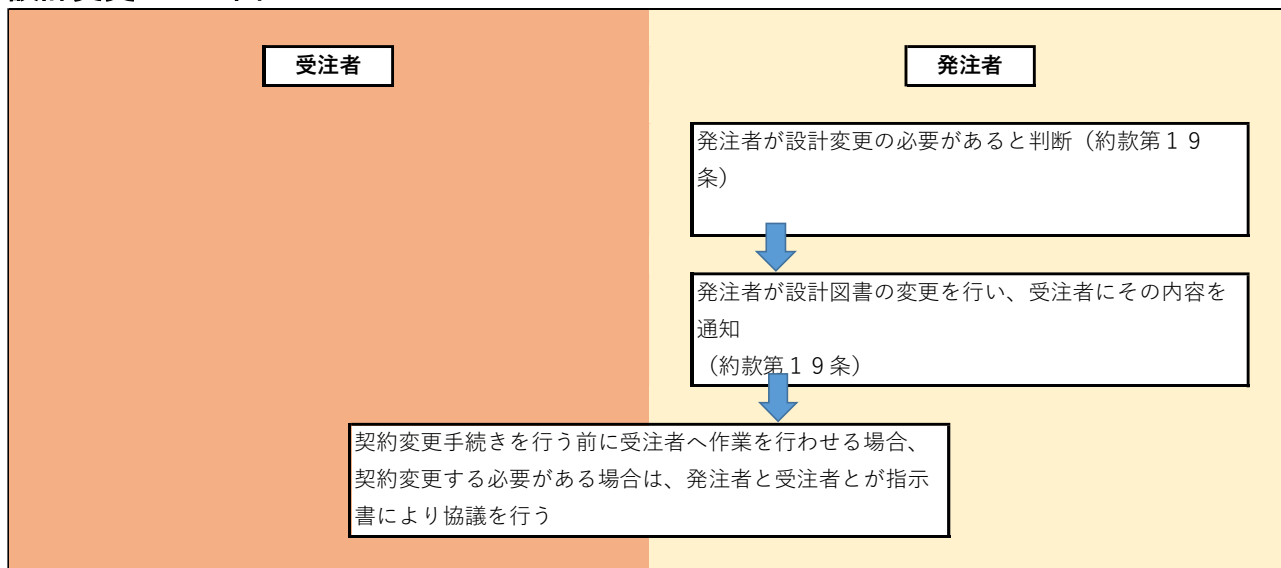 受注者
発注者
発注者が設計変更の必要があると判断（約款第１９
条）
発注者が設計図書の変更を行い、受注者にその内容を
通知
（約款第１９条）
契約変更手続きを行う前に受注者へ作業を行わせる場合、
契約変更する必要がある場合は、発注者と受注者とが指示
書により協議を行う